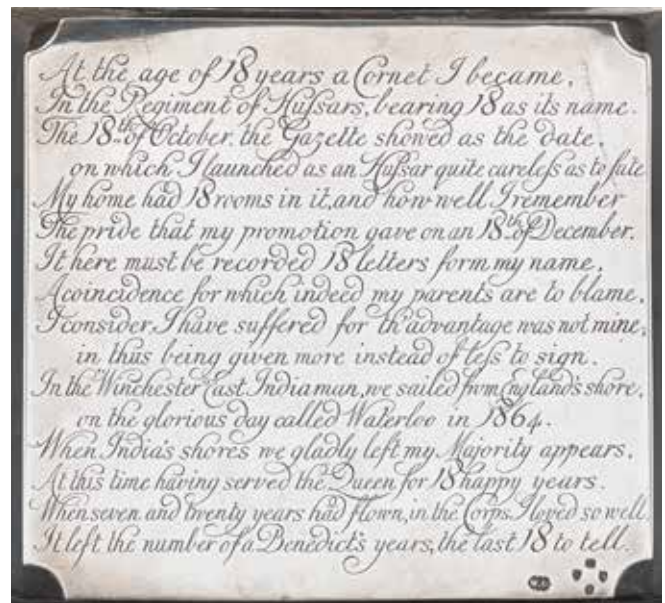 At the age of 18 years a Cornet I became,
In the Regiment of Hufsars, bearing 18 as its name.
The 18th of October, the Gazette showed as the date,
on which I launched as an Hufsar quite carelefs as to fate
My home had 18 rooms in it, and how well I remember
The pride that my promotion gave on an 18th of December.
It here must be recorded 18 letters form my name,
A coincidence for which indeed my parents are to blame,
I consider I have suffered for th'advantage was not mine,
in thus being given more instead of lefs to sign.
In the Winchester East Indiaman, we sailed from England's shore,
on the glorious day called Waterloo in 1864.
When India's shores we gladly left my Majority appears,
At this time having served the Queen for 18 happy years.
When seven and twenty years had flown, in the Corps I loved so well,
It left the number of a Benedict's years, the last 18 to tell.